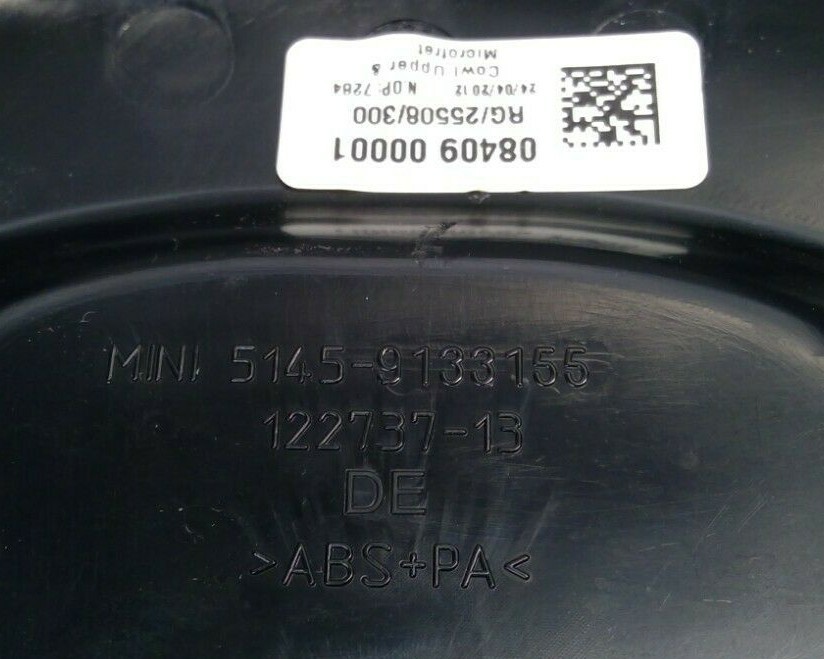 08409 00001
RG/25508/300
24/04/2012 N.OP: 7284
Cowl Upper &
Microtret
MINI 5145-9133155
122737-13
DE
>ABS+PA<